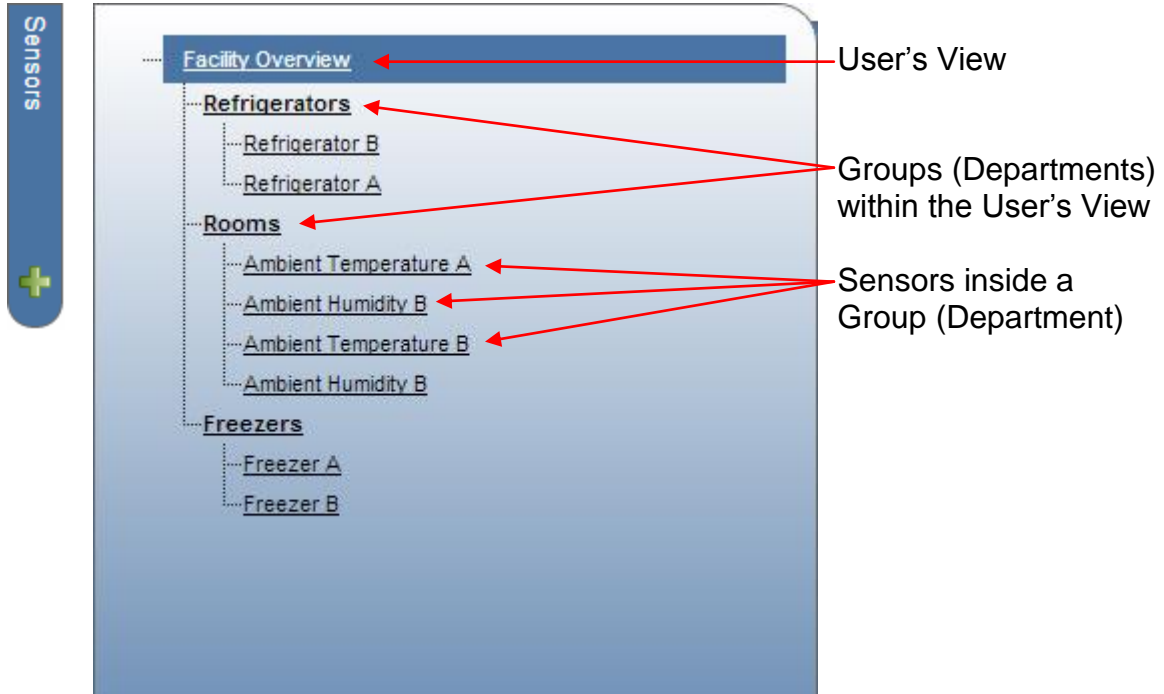 Sensors
Facility Overview
User’s View
Refrigerators
Refrigerator B
Refrigerator A
Groups (Departments)
within the User’s View
Rooms
Ambient Temperature A
Ambient Humidity B
Ambient Temperature B
Ambient Humidity B
Sensors inside a
Group (Department)
Freezers
Freezer A
Freezer B